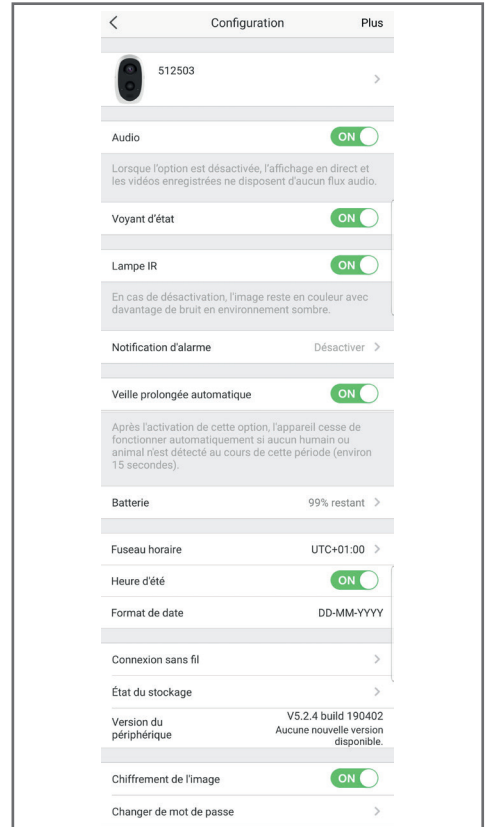 Configuration Plus
512503
Audio ON
Lorsque l'option est désactivée, l'affichage en direct et
les vidéos enregistrées ne disposent d'aucun flux audio.
Voyant d'état ON
Lampe IR ON
En cas de désactivation, l'image reste en couleur avec
davantage de bruit en environnement sombre.
Notification d'alarme Désactiver
Veille prolongée automatique ON
Après l'activation de cette option, l'appareil cesse de
fonctionner automatiquement si aucun humain ou
animal n'est détecté au cours de cette période (environ
15 secondes).
Batterie 99% restant
Fuseau horaire UTC+01:00
Heure d'été ON
Format de date DD-MM-YYYY
Connexion sans fil
État du stockage
Version du
périphérique
V5.2.4 build 190402
Aucune nouvelle version
disponible.
Chiffrement de l'image ON
Changer de mot de passe